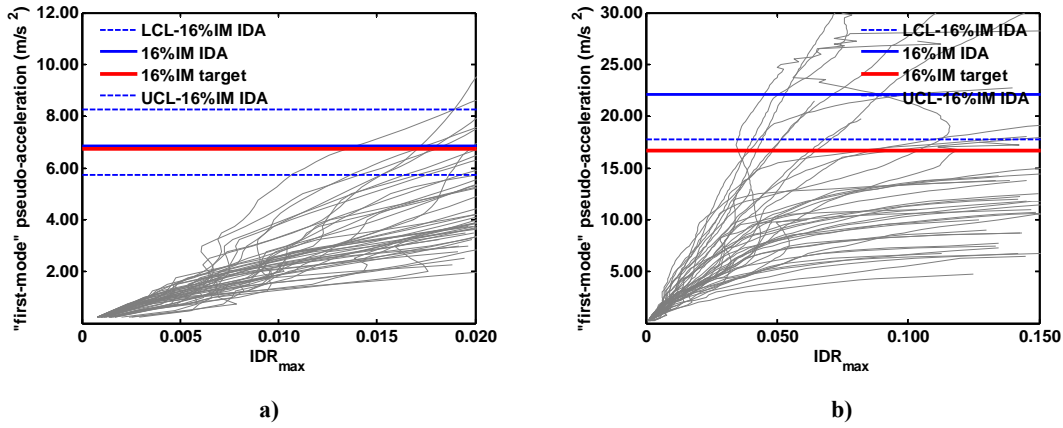 12.00
10.00
8.00
6.00
4.00
2.00
"first-mode" pseudo-acceleration (m/s 2)
LCL-16%IM IDA
16%IM IDA
16%IM target
UCL-16%IM IDA
0
0.005
0.010
0.015
0.020
IDRmax
a)
30.00
25.00
20.00
15.00
10.00
5.00
"first-mode" pseudo-acceleration (m/s 2)
LCL-16%IM IDA
16%IM IDA
16%IM target
UCL-16%IM IDA
0
0.050
0.100
0.150
IDRmax
b)